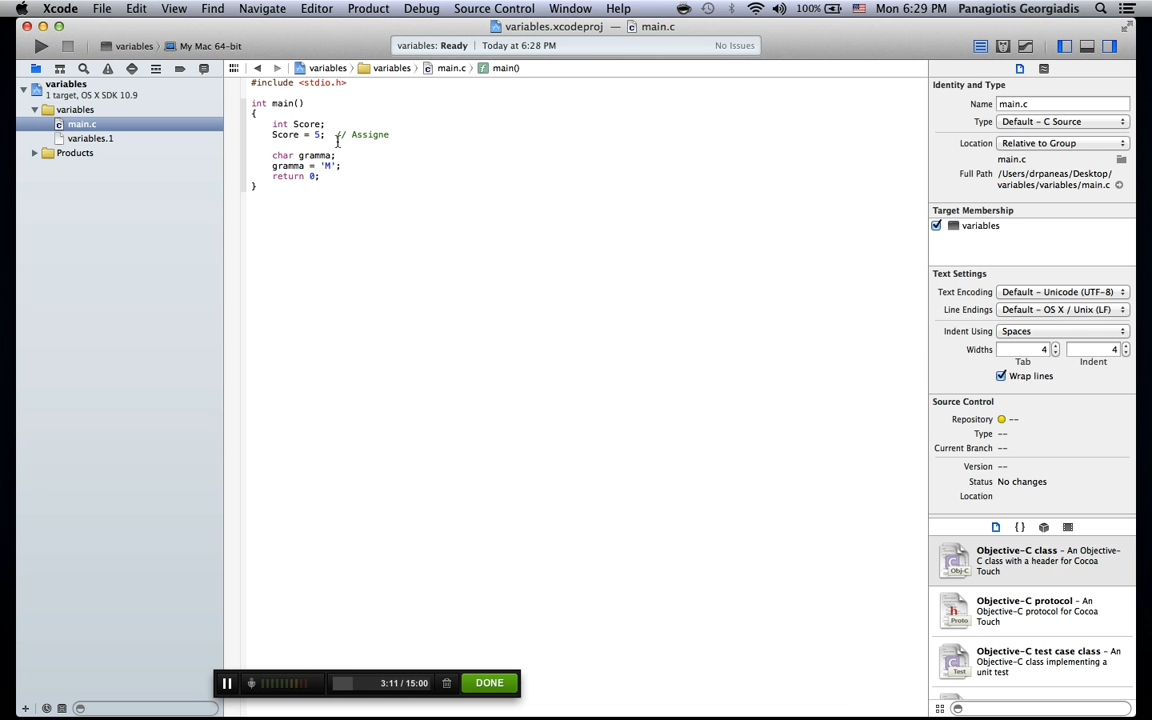 Xcode File Edit View Find Navigate Editor Product Debug Source Control Window Help 100% Mon 6:29 PM Panagiotis Georgiadis
variables.xcodeproj — main.c
variables My Mac 64-bit
variables: Ready Today at 6:28 PM No Issues
variables variables main.c main()
variables
1 target, OS X SDK 10.9
variables
main.c
variables.1
Products
#include <stdio.h>
int main()
{
int Score;
Score = 5; // Assigne
char gramma;
gramma = 'M';
return 0;
}
Identity and Type
Name main.c
Type Default - C Source
Location Relative to Group
main.c
Full Path /Users/drpaneas/Desktop/
variables/variables/main.c
Target Membership
variables
Text Settings
Text Encoding Default - Unicode (UTF-8)
Line Endings Default - OS X / Unix (LF)
Indent Using Spaces
Widths 4 4
Tab Indent
Wrap lines
Source Control
Repository --
Type --
Current Branch --
Version --
Status No changes
Location
{ }
Objective-C class - An Objective-
C class with a header for Cocoa
Touch
Obj-C
Objective-C protocol - An
Objective-C protocol for Cocoa
Touch
Proto
Objective-C test case class - An
Objective-C class implementing a
unit test
Test
3:11 / 15:00 DONE